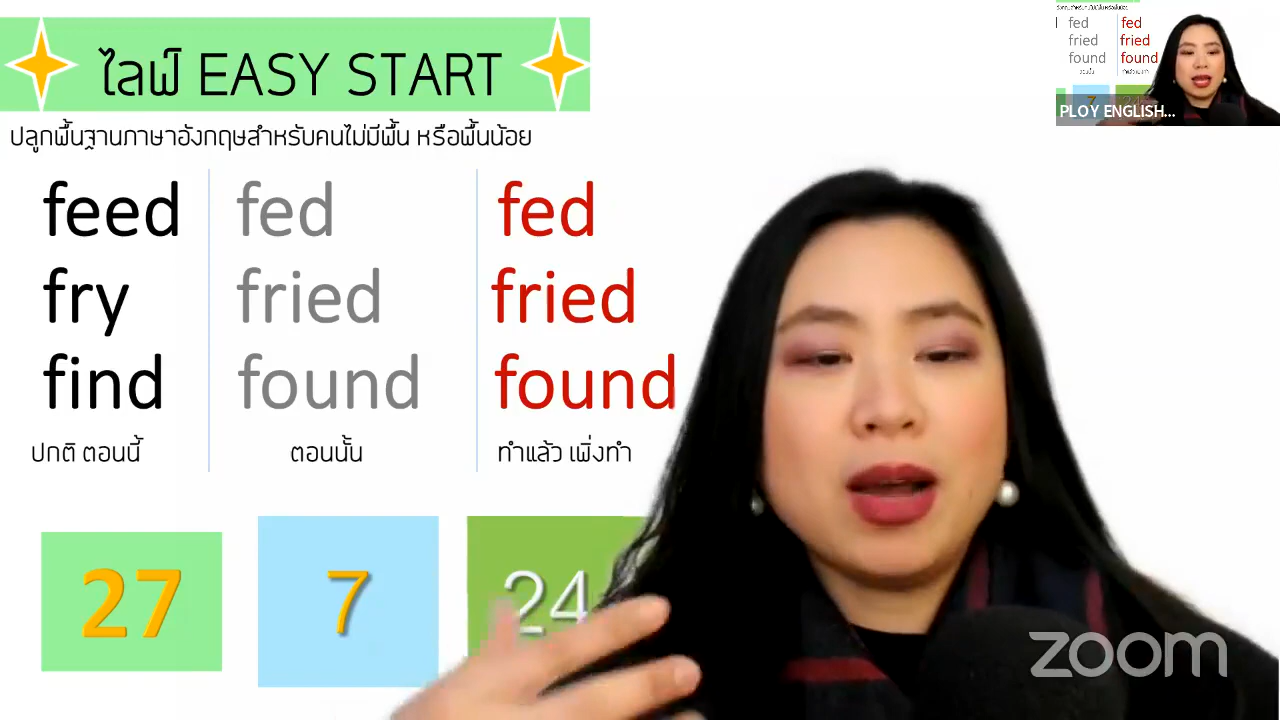 ไลฟ์ EASY START
ปลูกพื้นฐานภาษาอังกฤษสำหรับคนไม่มีพื้น หรือพื้นน้อย
feed fed fed
fry fried fried
find found found
ปกติ ตอนนี้ ตอนนั้น ทำแล้ว เพิ่งทำ
27 7 24
fed fed
fried fried
found found
PLOY ENGLISH...
zoom